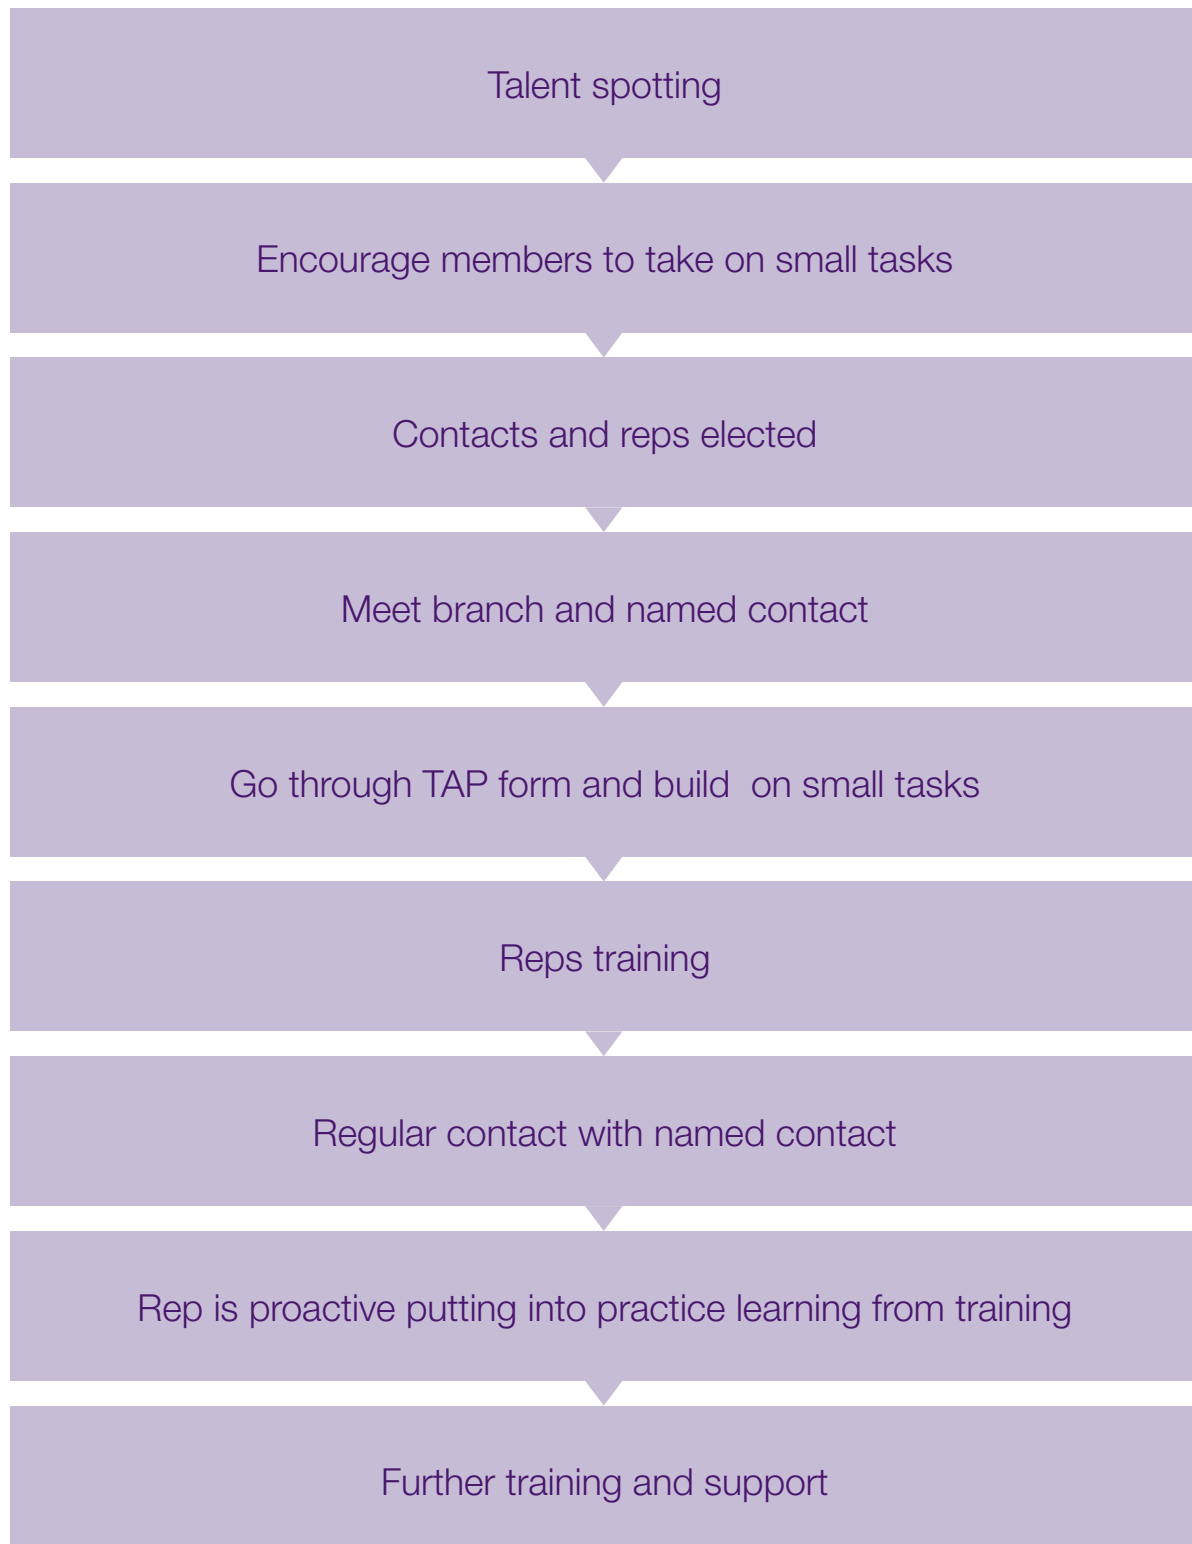 Talent spotting
Encourage members to take on small tasks
Contacts and reps elected
Meet branch and named contact
Go through TAP form and build  on small tasks
Reps training
Regular contact with named contact
Rep is proactive putting into practice learning from training
Further training and support